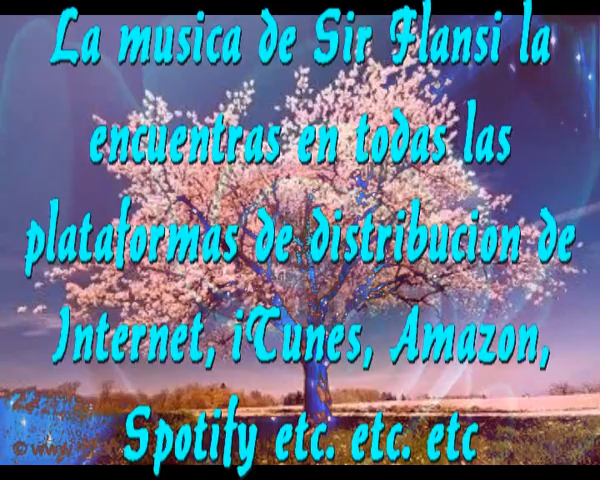 La musica de Sir Flansi la
encuentras en todas las
plataformas de distribucion de
Internet, iTunes, Amazon,
Spotify etc. etc. etc